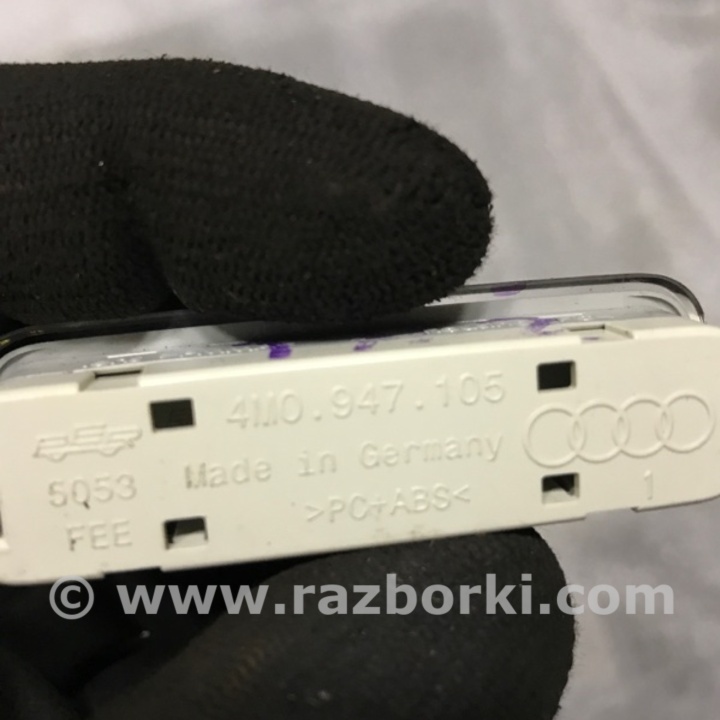 4M0.947.105
Made in Germany
>PC+ABS<
5Q53
FEE
1
© www.razborki.com